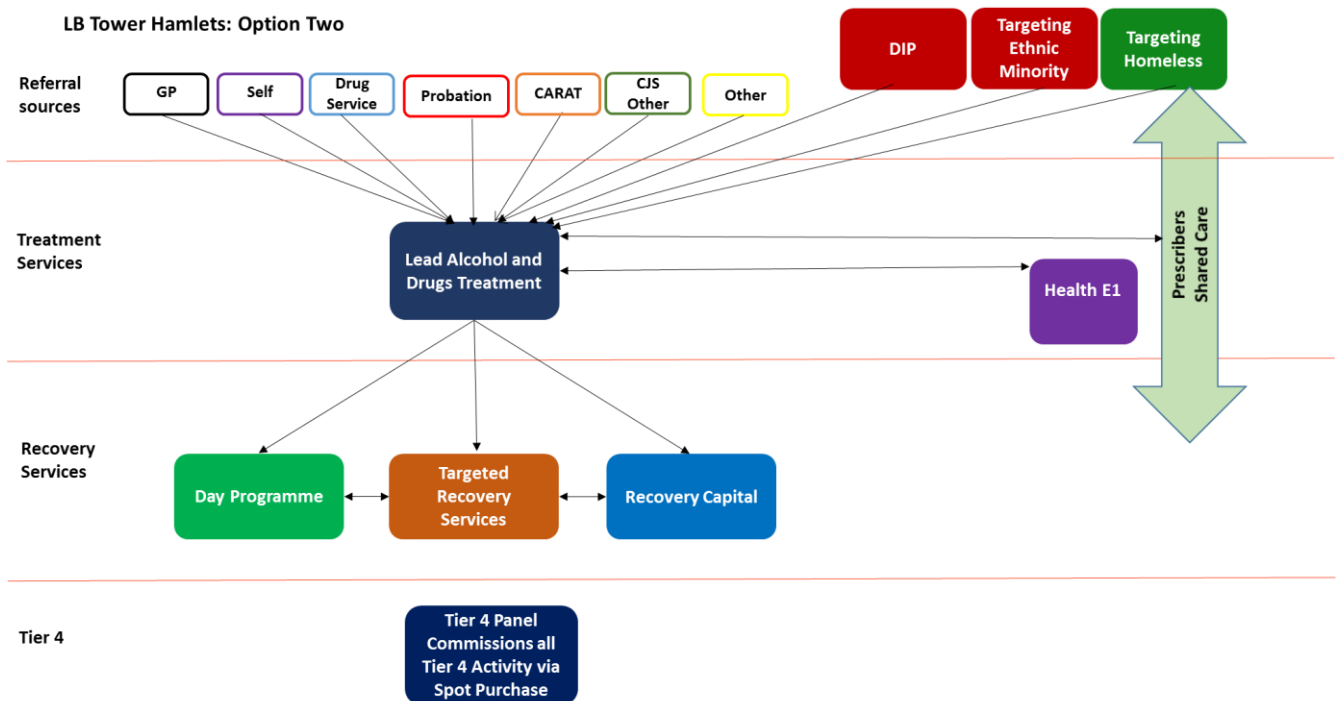 LB Tower Hamlets: Option Two
DIP
Targeting
Ethnic
Minority
Targeting
Homeless
Referral
sources
GP
Self
Drug
Service
Probation
CARAT
CJS
Other
Other
Treatment
Services
Lead Alcohol and
Drugs Treatment
Health E1
Prescribers
Shared Care
Recovery
Services
Day Programme
Targeted
Recovery
Services
Recovery Capital
Tier 4
Tier 4 Panel
Commissions all
Tier 4 Activity via
Spot Purchase